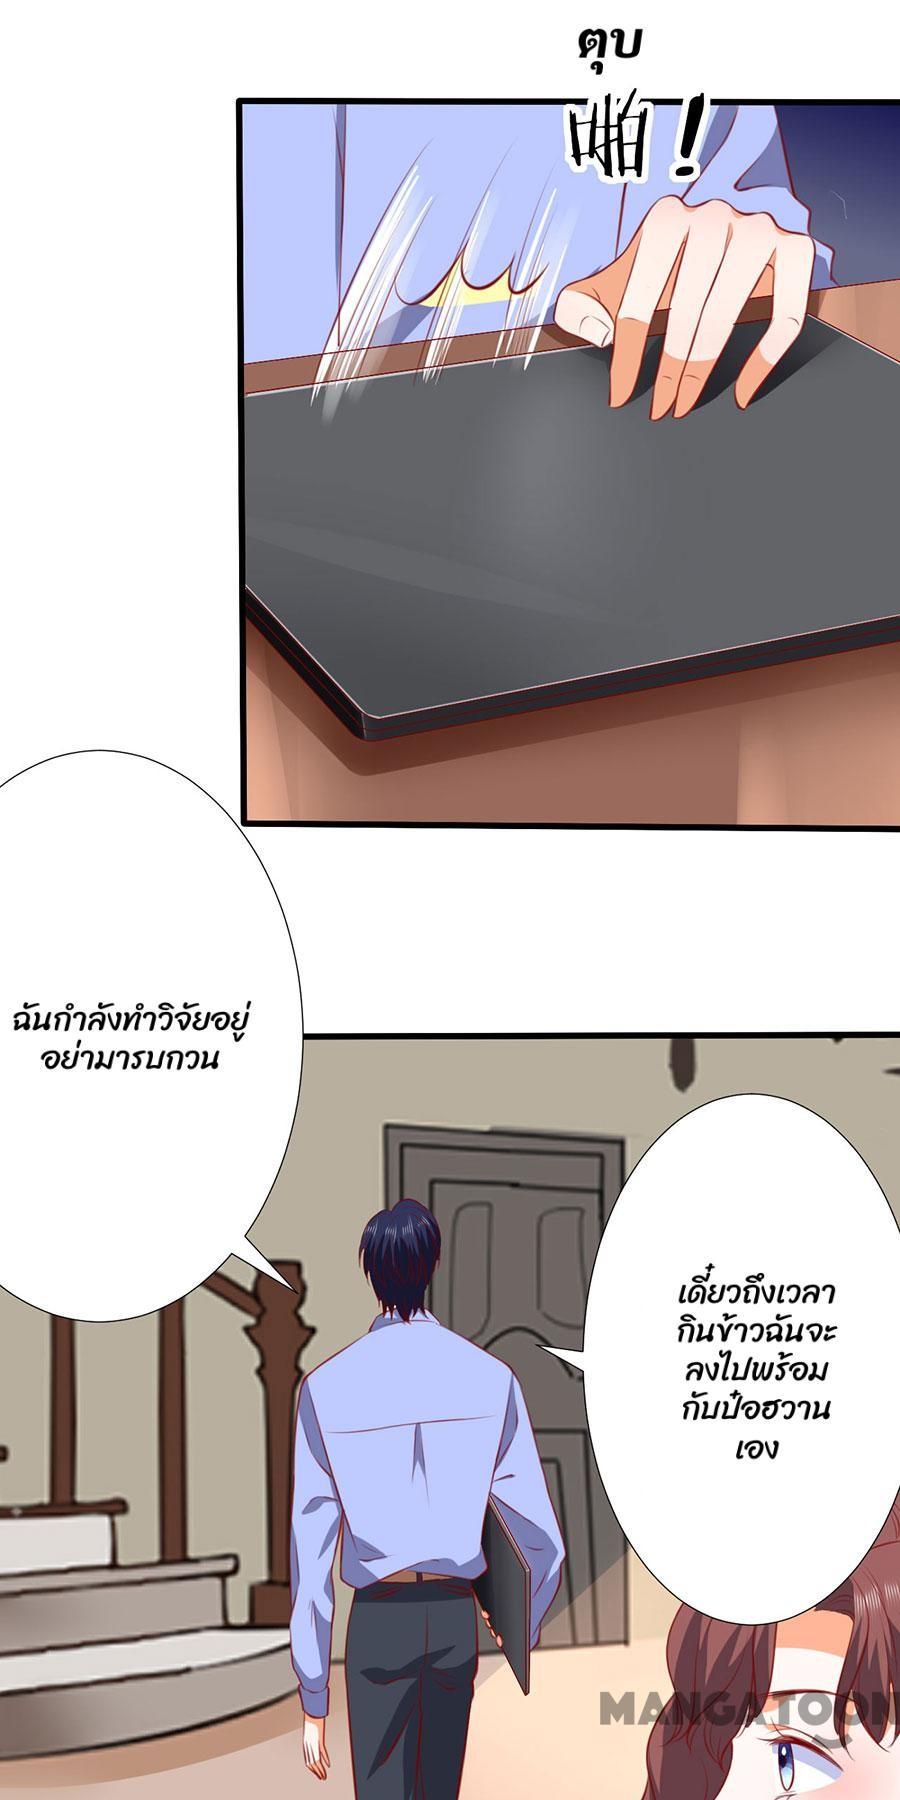 ตุบ
啪！
ฉันกำลังทำวิจัยอยู่
อย่ามารบกวน
เดี๋ยวถึงเวลา
กินข้าวฉันจะ
ลงไปพร้อม
กับป๋อฮวาน
เอง
MANGATOON